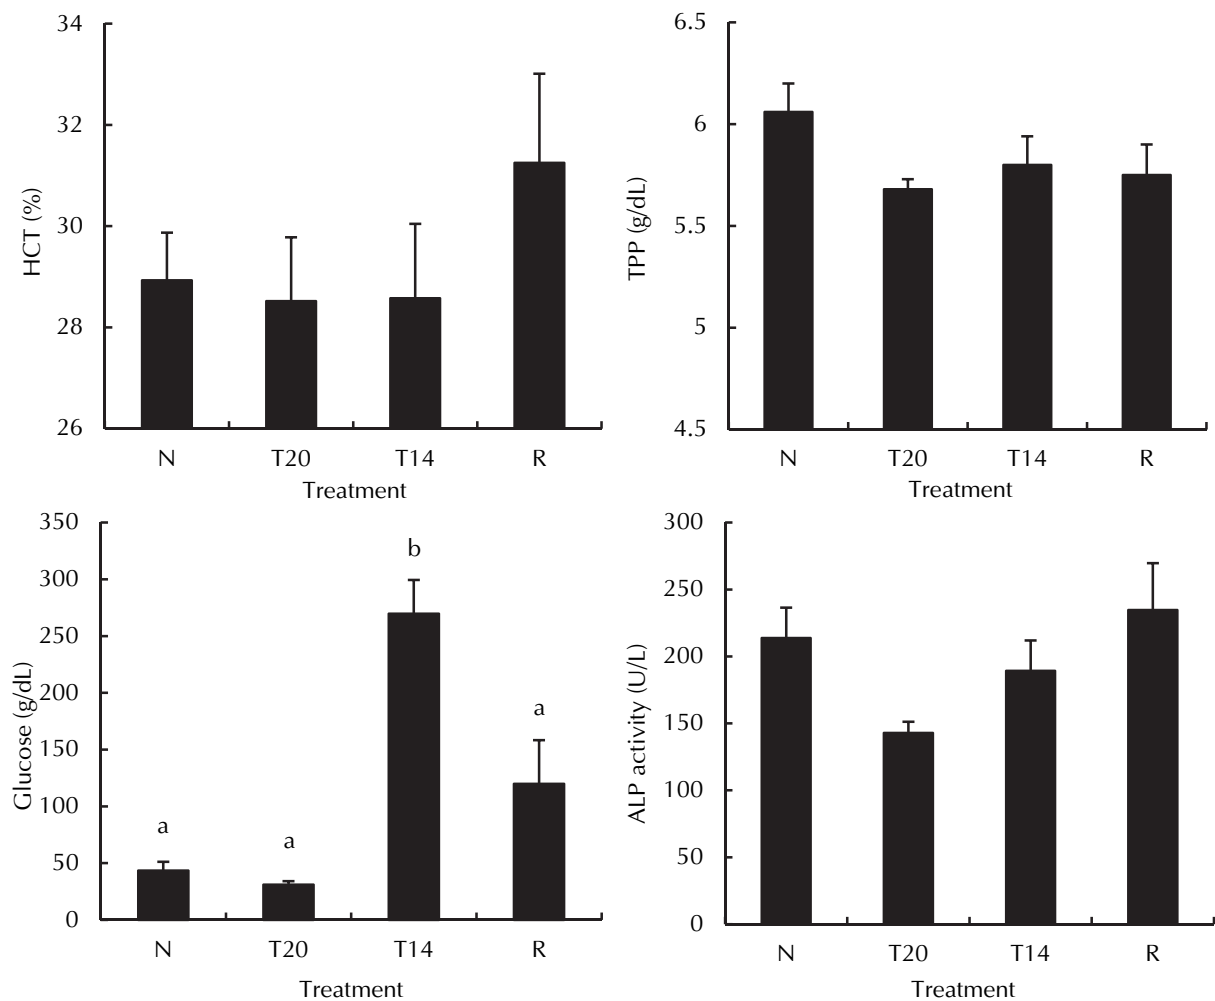 34
32
30
28
26
HCT (%)
N T20 T14 R
Treatment
6.5
6
5.5
5
4.5
TPP (g/dL)
N T20 T14 R
Treatment
350
300
250
200
150
100
50
0
Glucose (g/dL)
a a b a
N T20 T14 R
Treatment
300
250
200
150
100
50
0
ALP activity (U/L)
N T20 T14 R
Treatment